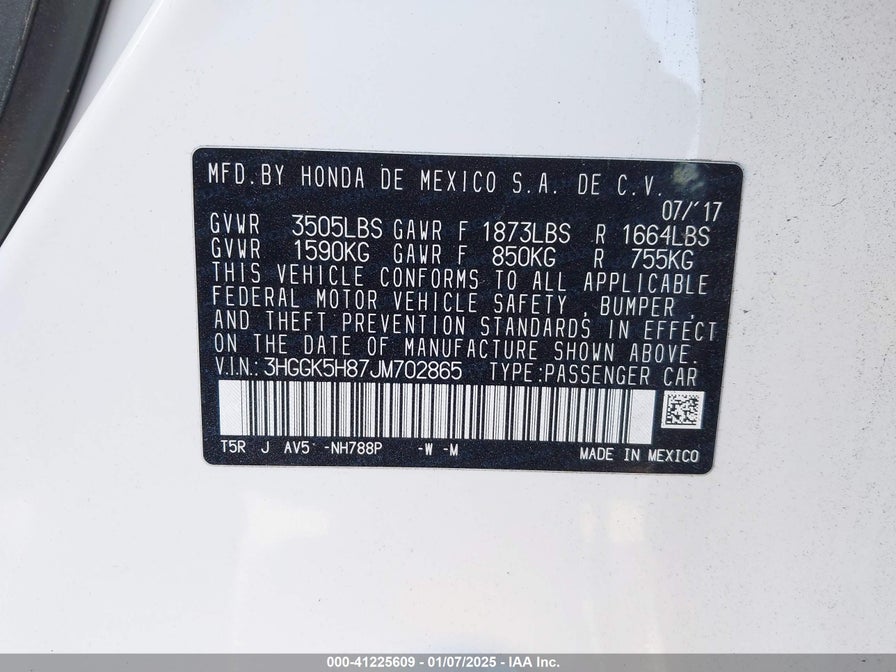 MFD.BY HONDA DE MEXICO S.A. DE C.V.
07/'17
GVWR 3505LBS GAWR F 1873LBS R 1664LBS
GVWR 1590KG GAWR F 850KG R 755KG
THIS VEHICLE CONFORMS TO ALL APPLICABLE
FEDERAL MOTOR VEHICLE SAFETY , BUMPER ,
AND THEFT PREVENTION STANDARDS IN EFFECT
ON THE DATE OF MANUFACTURE SHOWN ABOVE.
V.I.N.: 3HGGK5H87JM702865 TYPE:PASSENGER CAR
T5R J AV5 -NH788P -W -M MADE IN MEXICO
000-41225609 - 01/07/2025 - IAA Inc.